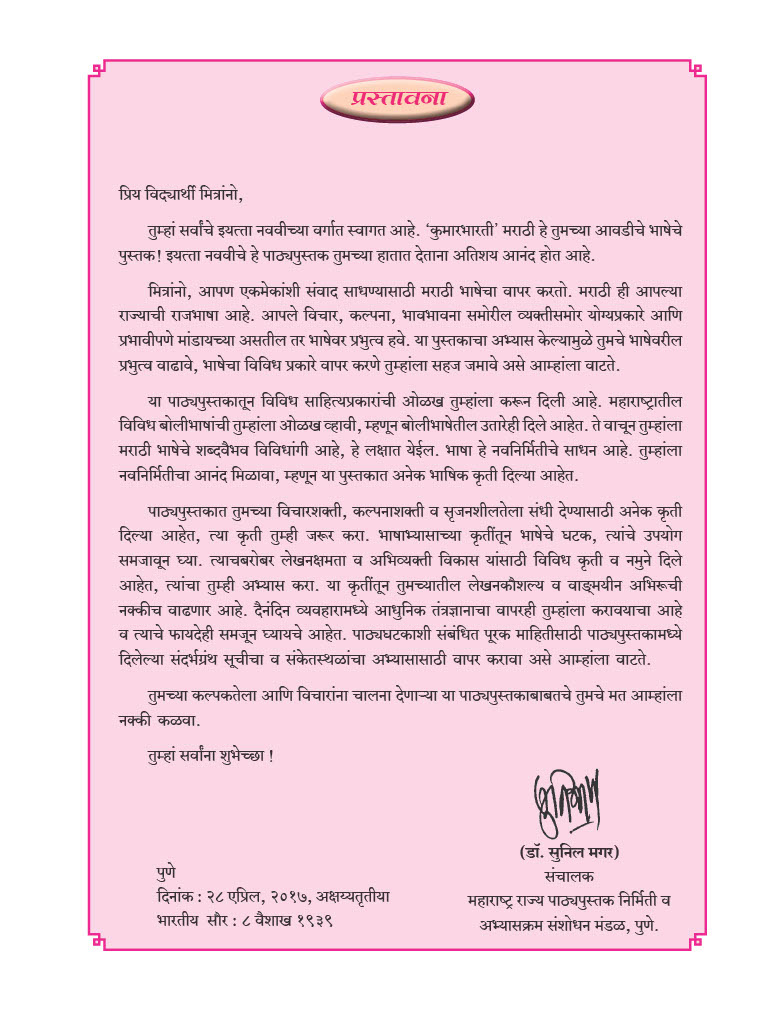 प्रस्तावना
प्रिय विद्यार्थी मित्रांनो,
तुम्हां सर्वांचे इयत्ता नववीच्या वर्गात स्वागत आहे. ‘कुमारभारती’ मराठी हे तुमच्या आवडीचे भाषेचे
पुस्तक! इयत्ता नववीचे हे पाठ्यपुस्तक तुमच्या हातात देताना अतिशय आनंद होत आहे.
मित्रांनो, आपण एकमेकांशी संवाद साधण्यासाठी मराठी भाषेचा वापर करतो. मराठी ही आपल्या
राज्याची राजभाषा आहे. आपले विचार, कल्पना, भावभावना समोरील व्यक्तीसमोर योग्यप्रकारे आणि
प्रभावीपणे मांडायच्या असतील तर भाषेवर प्रभुत्व हवे. या पुस्तकाचा अभ्यास केल्यामुळे तुमचे भाषेवरील
प्रभुत्व वाढावे, भाषेचा विविध प्रकारे वापर करणे तुम्हांला सहज जमावे असे आम्हांला वाटते.
या पाठ्यपुस्तकातून विविध साहित्यप्रकारांची ओळख तुम्हांला करून दिली आहे. महाराष्ट्रातील
विविध बोलीभाषांची तुम्हांला ओळख व्हावी, म्हणून बोलीभाषेतील उतारेही दिले आहेत. ते वाचून तुम्हांला
मराठी भाषेचे शब्दवैभव विविधांगी आहे, हे लक्षात येईल. भाषा हे नवनिर्मितीचे साधन आहे. तुम्हांला
नवनिर्मितीचा आनंद मिळावा, म्हणून या पुस्तकात अनेक भाषिक कृती दिल्या आहेत.
पाठ्यपुस्तकात तुमच्या विचारशक्ती, कल्पनाशक्ती व सृजनशीलतेला संधी देण्यासाठी अनेक कृती
दिल्या आहेत, त्या कृती तुम्ही जरूर करा. भाषाभ्यासाच्या कृतींतून भाषेचे घटक, त्यांचे उपयोग
समजावून घ्या. त्याचबरोबर लेखनक्षमता व अभिव्यक्ती विकास यांसाठी विविध कृती व नमुने दिले
आहेत, त्यांचा तुम्ही अभ्यास करा. या कृतींतून तुमच्यातील लेखनकौशल्य व वाङ्मयीन अभिरूची
नक्कीच वाढणार आहे. दैनंदिन व्यवहारामध्ये आधुनिक तंत्रज्ञानाचा वापरही तुम्हांला करावयाचा आहे
व त्याचे फायदेही समजून घ्यायचे आहेत. पाठ्यघटकाशी संबंधित पूरक माहितीसाठी पाठ्यपुस्तकामध्ये
दिलेल्या संदर्भग्रंथ सूचीचा व संकेतस्थळांचा अभ्यासासाठी वापर करावा असे आम्हांला वाटते.
तुमच्या कल्पकतेला आणि विचारांना चालना देणाऱ्या या पाठ्यपुस्तकाबाबतचे तुमचे मत आम्हांला
नक्की कळवा.
तुम्हां सर्वांना शुभेच्छा !
(डॉ. सुनिल मगर)
संचालक
महाराष्ट्र राज्य पाठ्यपुस्तक निर्मिती व
अभ्यासक्रम संशोधन मंडळ, पुणे.
पुणे
दिनांक : २८ एप्रिल, २०१७, अक्षय्यतृतीया
भारतीय सौर : ८ वैशाख १९३९